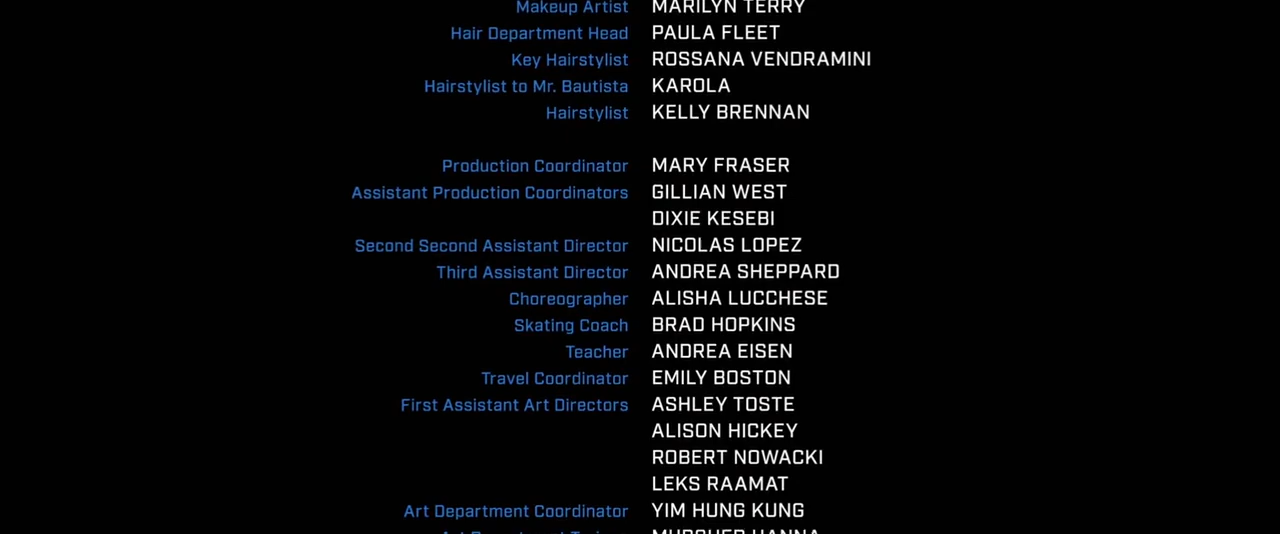 Makeup Artist MARILYN TERRY
Hair Department Head PAULA FLEET
Key Hairstylist ROSSANA VENDRAMINI
Hairstylist to Mr. Bautista KAROLA
Hairstylist KELLY BRENNAN
Production Coordinator MARY FRASER
Assistant Production Coordinators GILLIAN WEST
DIXIE KESEBI
Second Second Assistant Director NICOLAS LOPEZ
Third Assistant Director ANDREA SHEPPARD
Choreographer ALISHA LUCCHESE
Skating Coach BRAD HOPKINS
Teacher ANDREA EISEN
Travel Coordinator EMILY BOSTON
First Assistant Art Directors ASHLEY TOSTE
ALISON HICKEY
ROBERT NOWACKI
LEKS RAAMAT
Art Department Coordinator YIM HUNG KUNG
Art Department